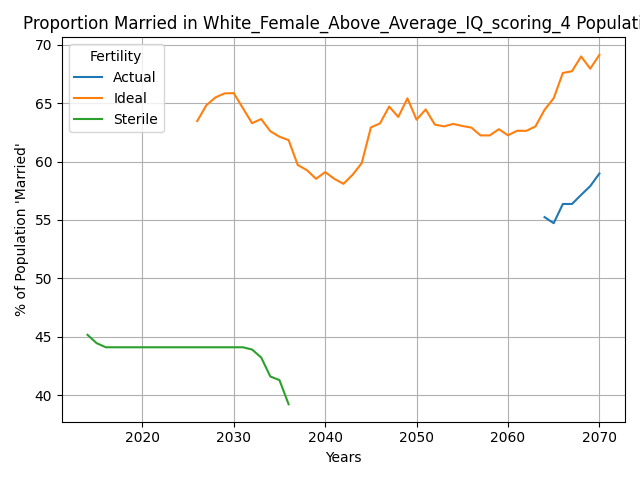 Proportion Married in White_Female_Above_Average_IQ_scoring_4 Populati
Fertility
Actual
Ideal
Sterile
% of Population 'Married'
70
65
60
55
50
45
40
2020 2030 2040 2050 2060 2070
Years